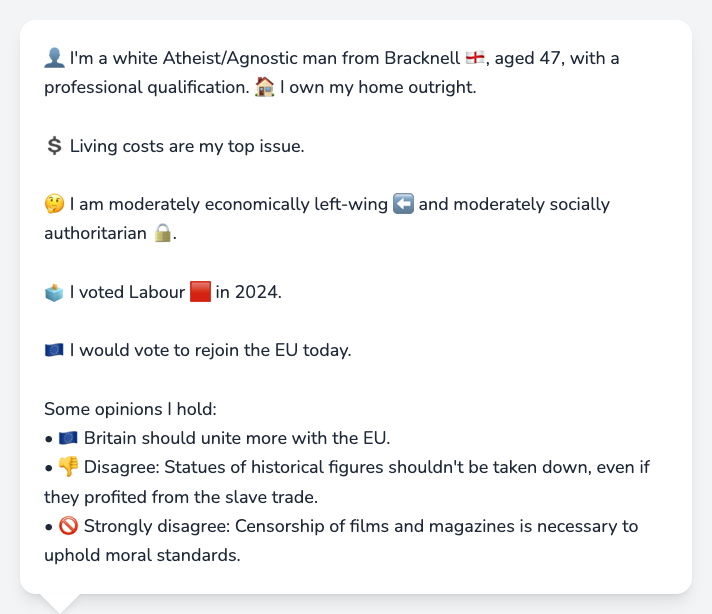 👤 I'm a white Atheist/Agnostic man from Bracknell 🏴󠁧󠁢󠁥󠁮󠁧󠁿, aged 47, with a
professional qualification. 🏠 I own my home outright.
💲 Living costs are my top issue.
🤔 I am moderately economically left-wing ⬅️ and moderately socially
authoritarian 🔒.
🗳️ I voted Labour 🟥 in 2024.
🇪🇺 I would vote to rejoin the EU today.
Some opinions I hold:
• 🇪🇺 Britain should unite more with the EU.
• 👎 Disagree: Statues of historical figures shouldn't be taken down, even if
they profited from the slave trade.
• 🚫 Strongly disagree: Censorship of films and magazines is necessary to
uphold moral standards.